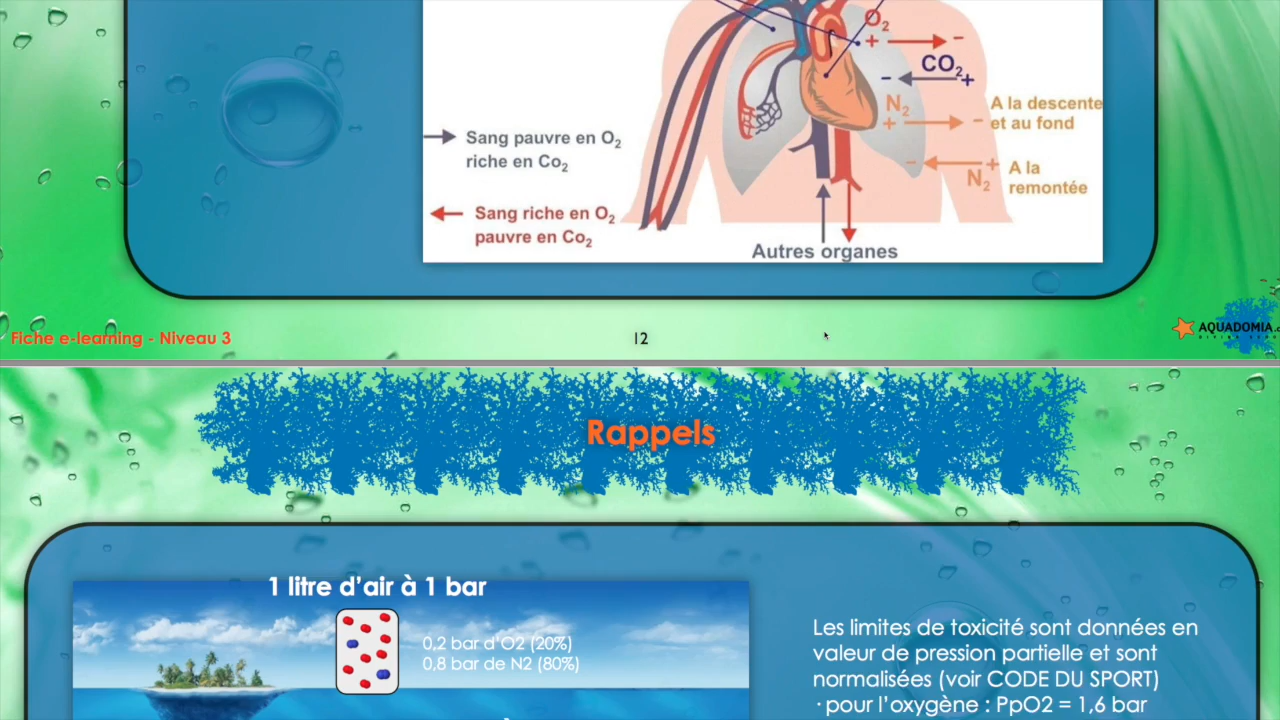 O2
+ -
CO2
- +
N2
+ -
A la descente
et au fond
- +
N2
A la
remontée
Sang pauvre en O2
riche en Co2
Sang riche en O2
pauvre en Co2
Autres organes
Fiche e-learning - Niveau 3
12
AQUADOMIA.c
Rappels
1 litre d'air à 1 bar
0,2 bar d'O2 (20%)
0,8 bar de N2 (80%)
Les limites de toxicité sont données en
valeur de pression partielle et sont
normalisées (voir CODE DU SPORT)
· pour l'oxygène : PpO2 = 1,6 bar